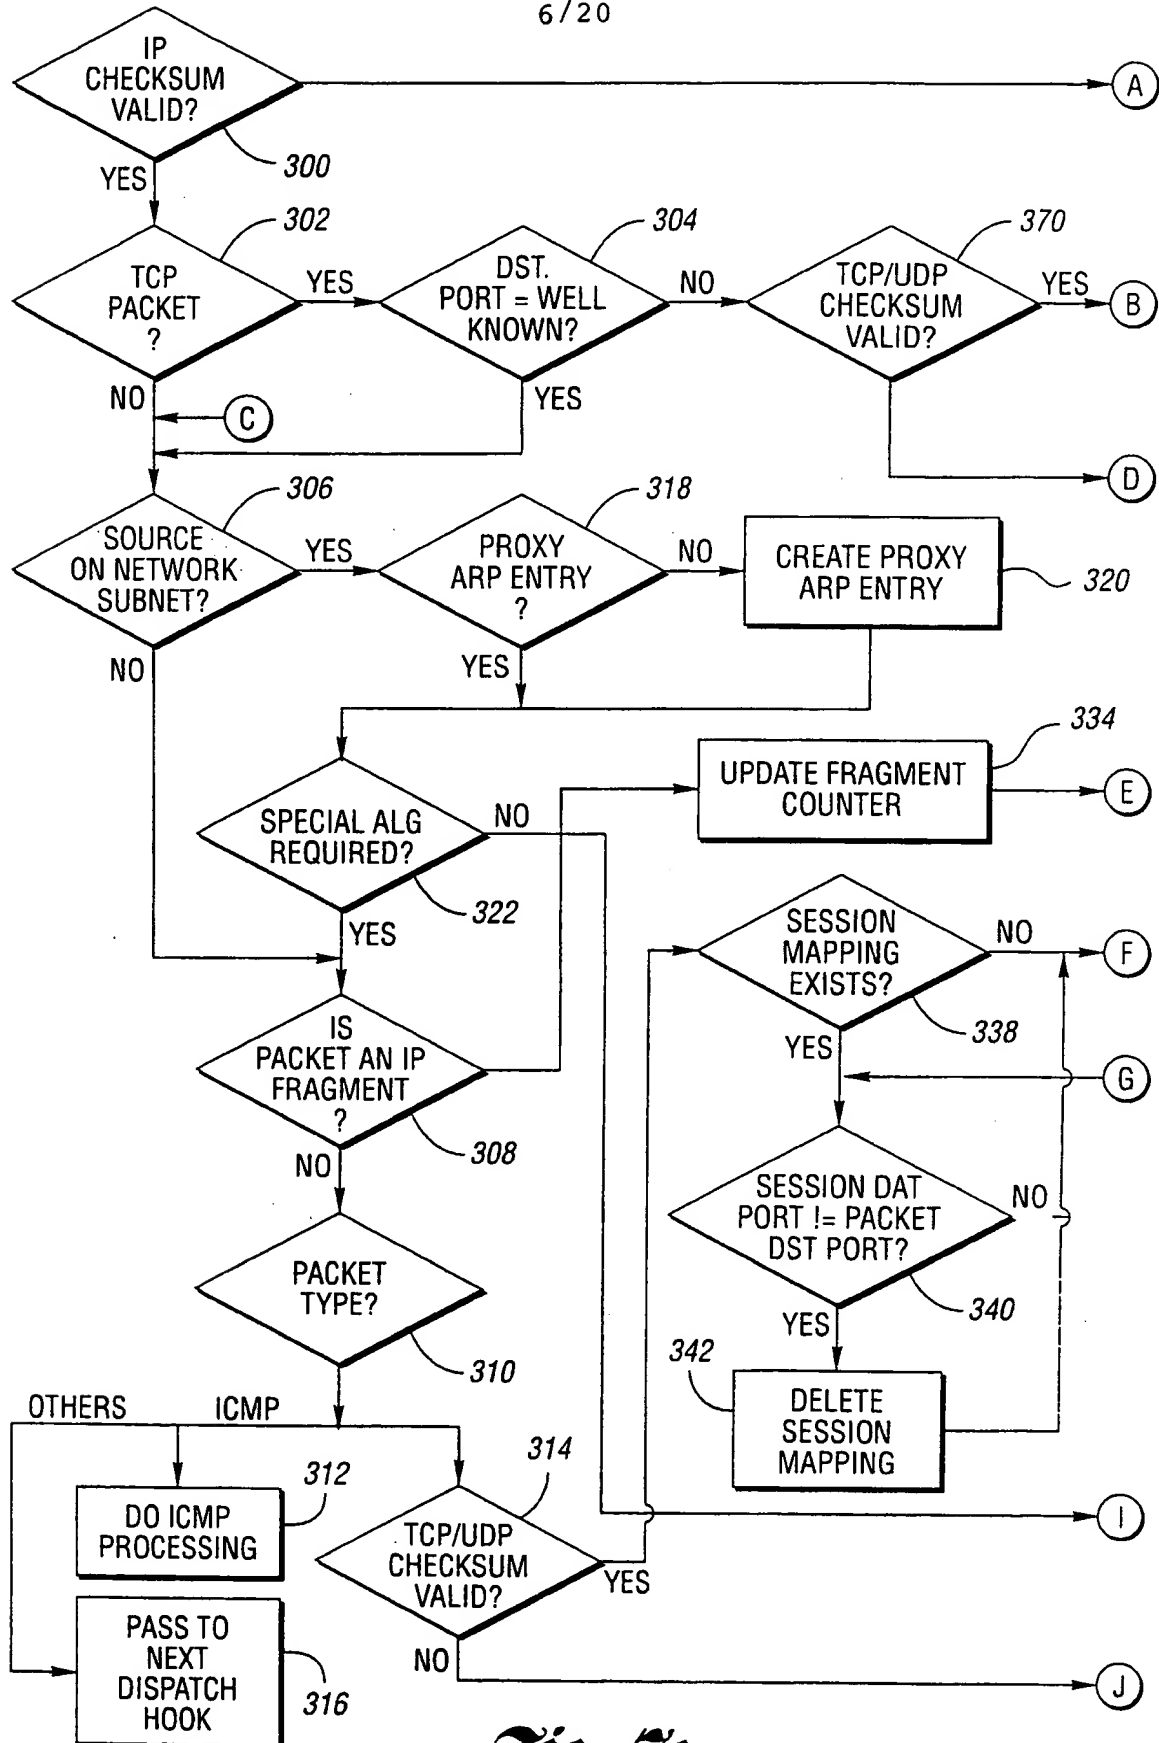 6/20
IP
CHECKSUM
VALID?
A
300
YES
302
304
370
TCP
PACKET
?
YES
DST.
PORT = WELL
KNOWN?
NO
TCP/UDP
CHECKSUM
VALID?
YES
B
NO
C
YES
D
306
318
SOURCE
ON NETWORK
SUBNET?
YES
PROXY
ARP ENTRY
?
NO
CREATE PROXY
ARP ENTRY
320
NO
YES
334
UPDATE FRAGMENT
COUNTER
E
SPECIAL ALG
REQUIRED?
NO
322
YES
SESSION
MAPPING
EXISTS?
NO
F
338
YES
G
IS
PACKET AN IP
FRAGMENT
?
308
NO
SESSION DAT
PORT != PACKET
DST PORT?
NO
340
YES
PACKET
TYPE?
310
342
DELETE
SESSION
MAPPING
OTHERS
ICMP
312
314
DO ICMP
PROCESSING
TCP/UDP
CHECKSUM
VALID?
YES
I
PASS TO
NEXT
DISPATCH
HOOK
316
NO
J